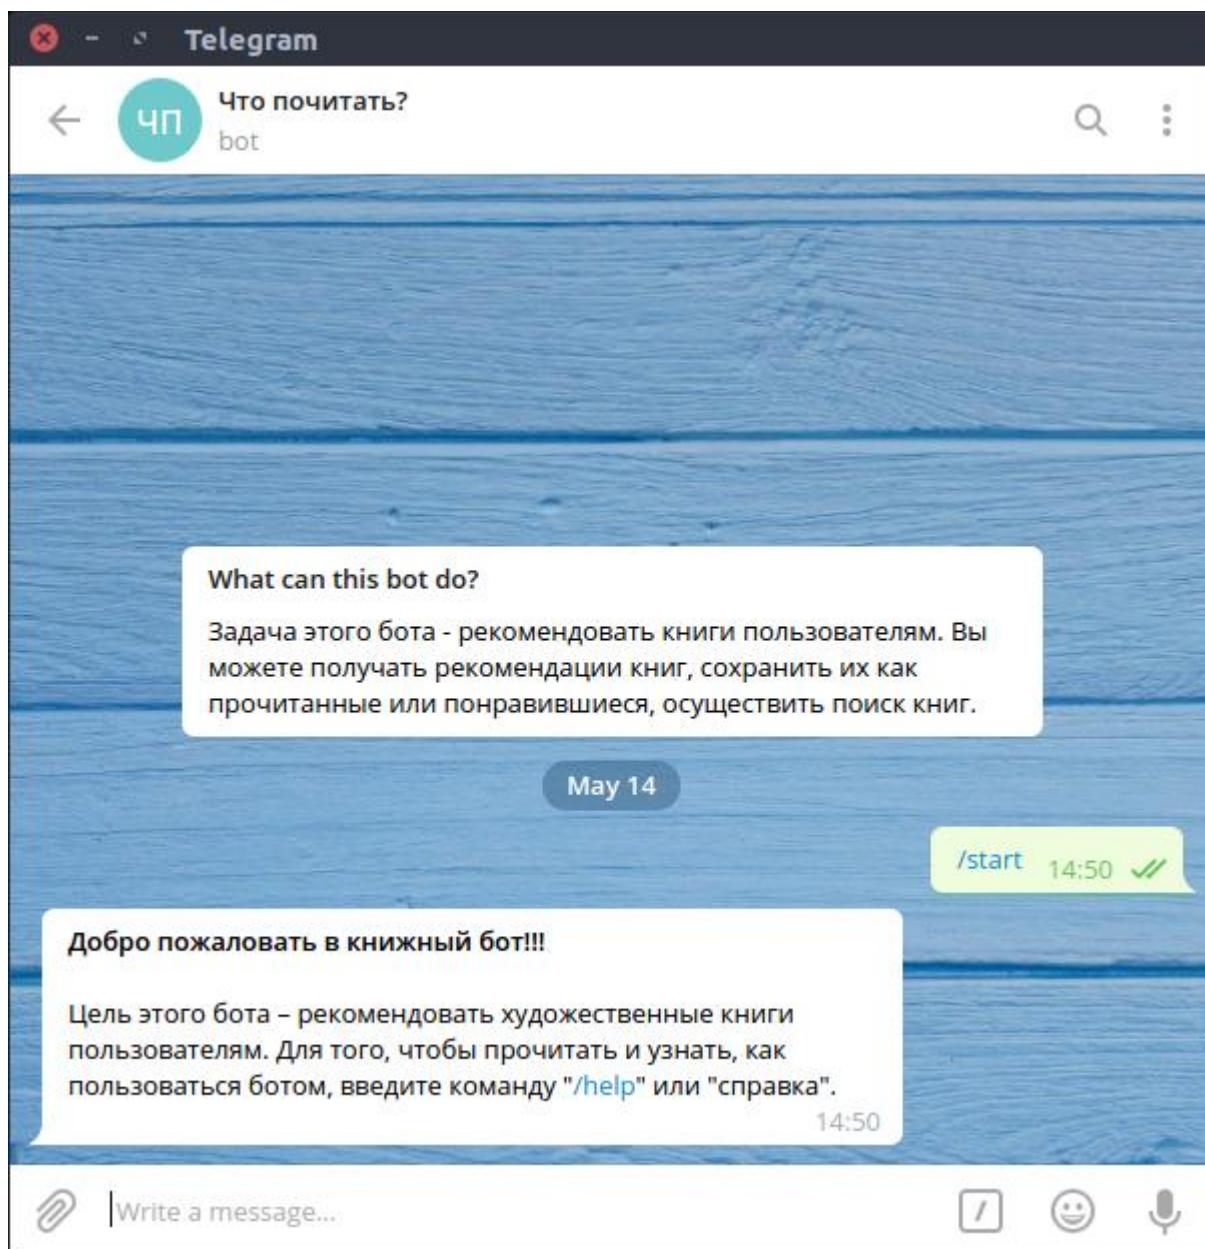 Telegram
ЧП
Что почитать?
bot
What can this bot do?
Задача этого бота - рекомендовать книги пользователям. Вы
можете получать рекомендации книг, сохранить их как
прочитанные или понравившиеся, осуществить поиск книг.
May 14
/start 14:50
Добро пожаловать в книжный бот!!!
Цель этого бота – рекомендовать художественные книги
пользователям. Для того, чтобы прочитать и узнать, как
пользоваться ботом, введите команду "/help" или "справка".
14:50
Write a message...